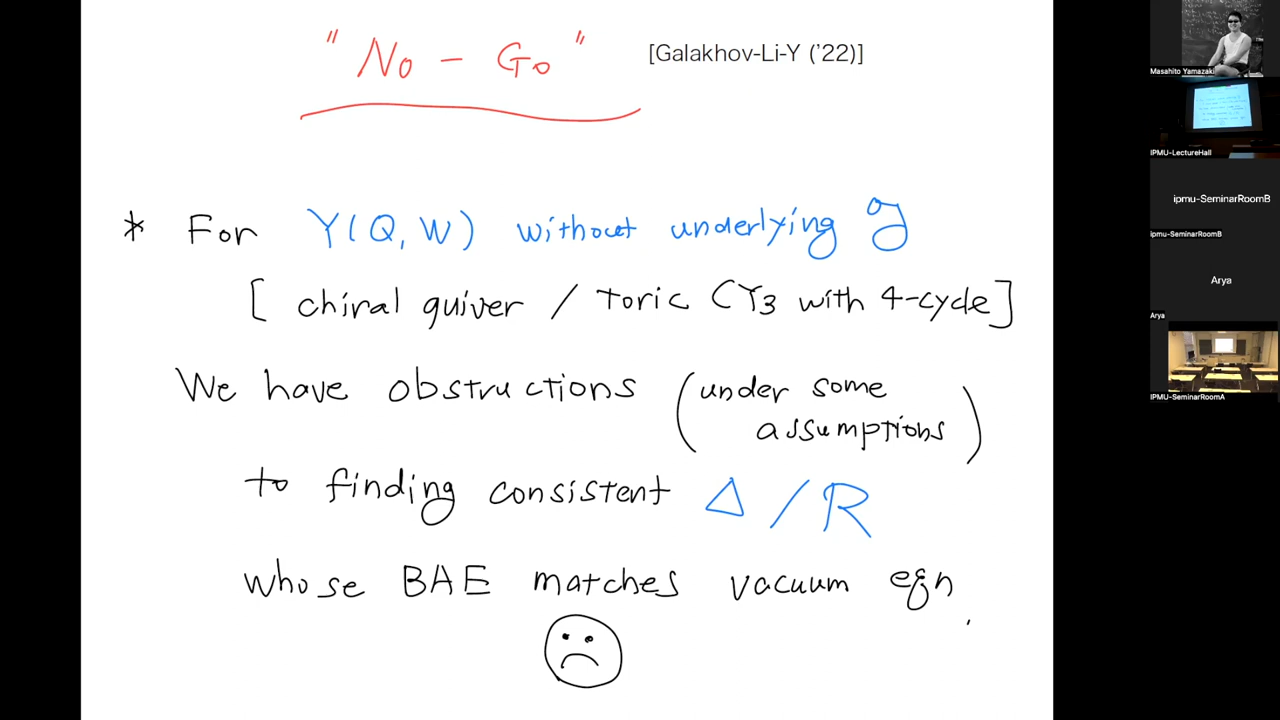 "No-Go" [Galakhov-Li-Y ('22)]
* For Y(Q, W) without underlying g
[ chiral quiver / toric CY3 with 4-cycle ]
We have obstructions (under some
assumptions)
to finding consistent Δ / R
whose BAE matches vacuum eqn.
Masahito Yamazaki
IPMU-LectureHall
ipmu-SeminarRoomB
ipmu-SeminarRoomB
Arya
Arya
IPMU-SeminarRoomA